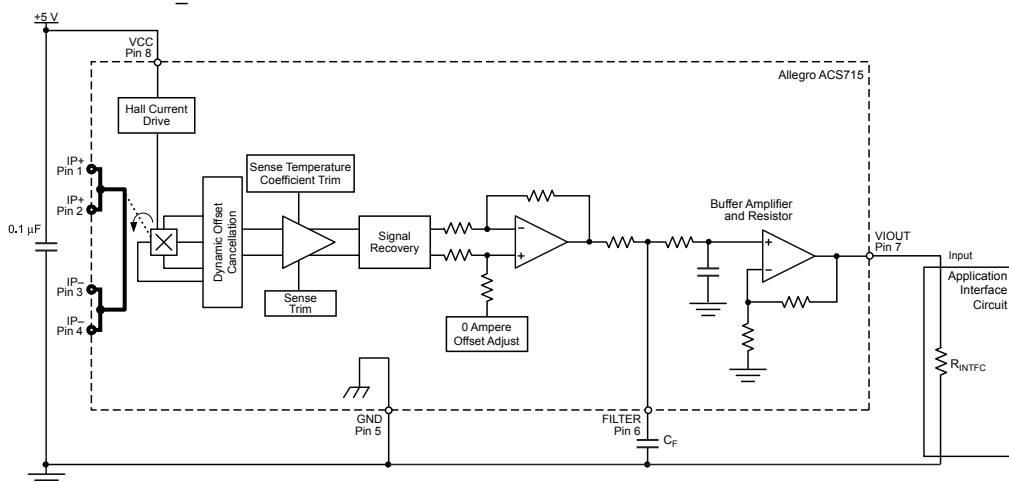 +5 V
VCC
Pin 8
Allegro ACS715
Hall Current
Drive
IP+
Pin 1
IP+
Pin 2
0.1 µF
IP–
Pin 3
IP–
Pin 4
Dynamic Offset
Cancellation
Sense Temperature
Coefficient Trim
Sense
Trim
Signal
Recovery
0 Ampere
Offset Adjust
Buffer Amplifier
and Resistor
VIOUT
Pin 7
Input
Application
Interface
Circuit
RINTFC
GND
Pin 5
FILTER
Pin 6
CF